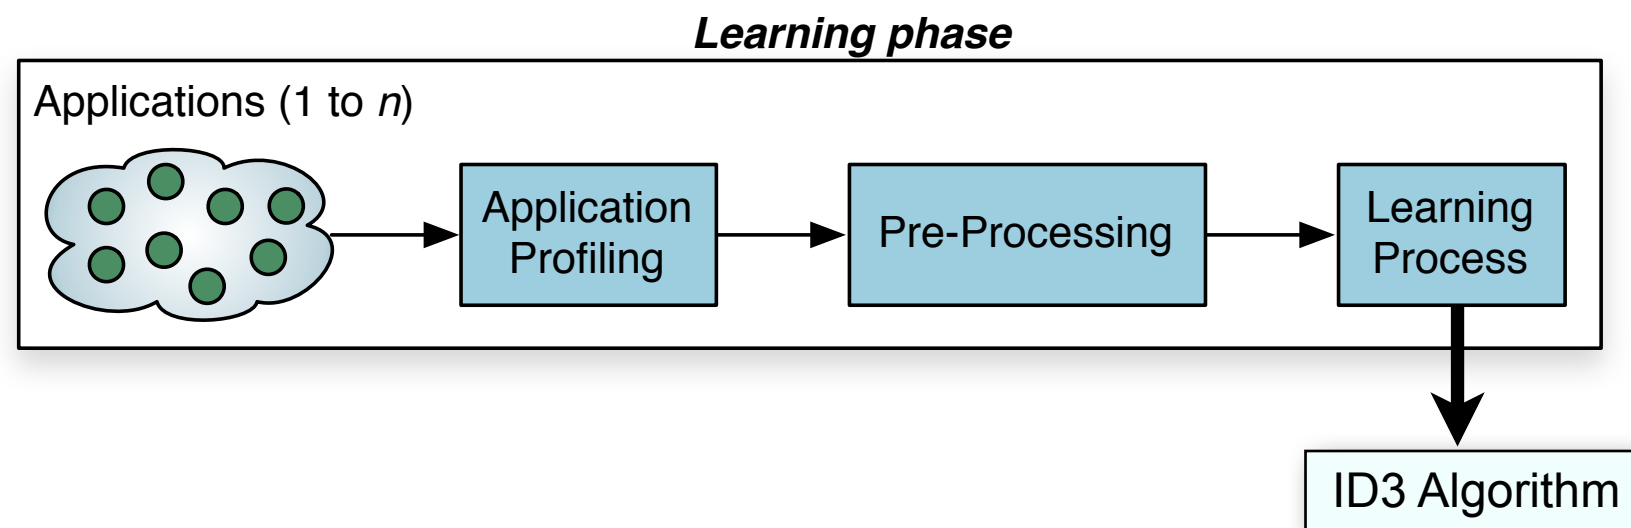 Learning phase
Applications (1 to n)
Application
Profiling
Pre-Processing
Learning
Process
ID3 Algorithm